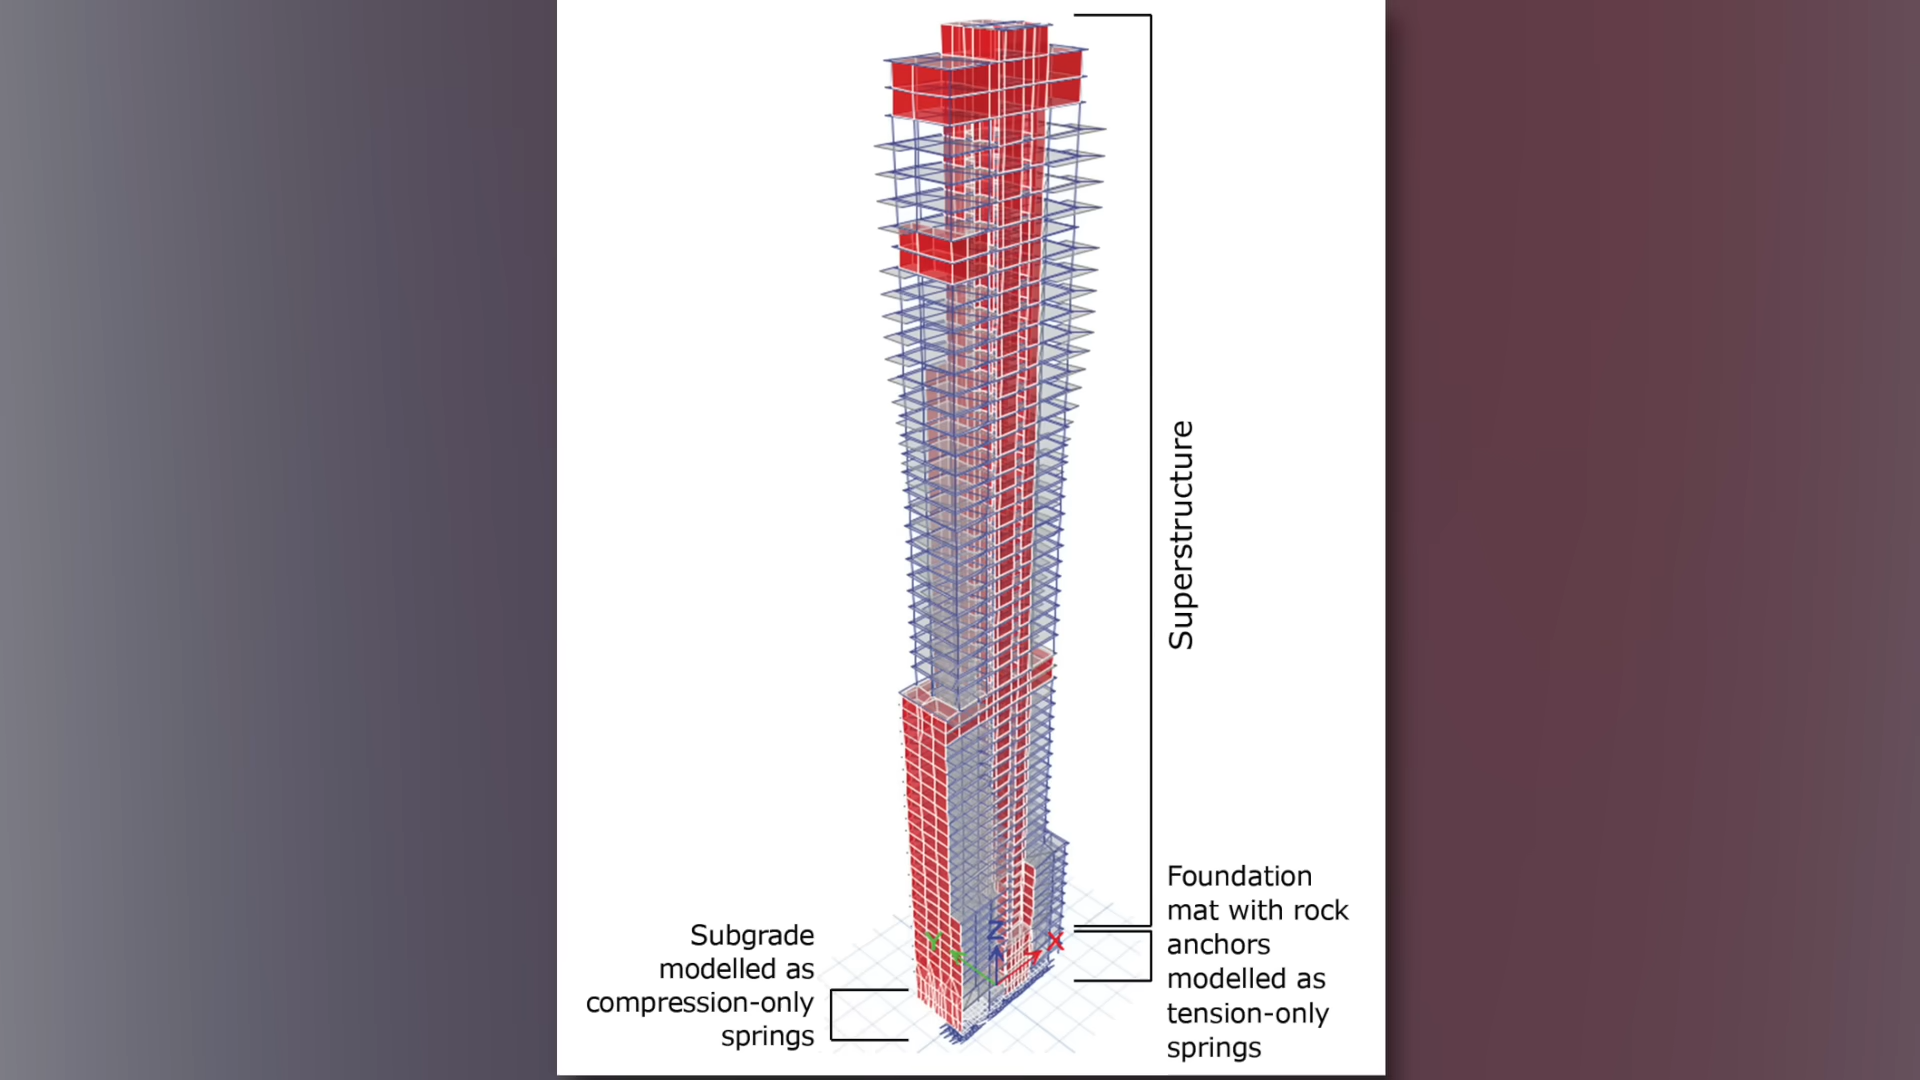 Superstructure
Foundation
mat with rock
anchors
modelled as
tension-only
springs
Subgrade
modelled as
compression-only
springs
Y
Z
X